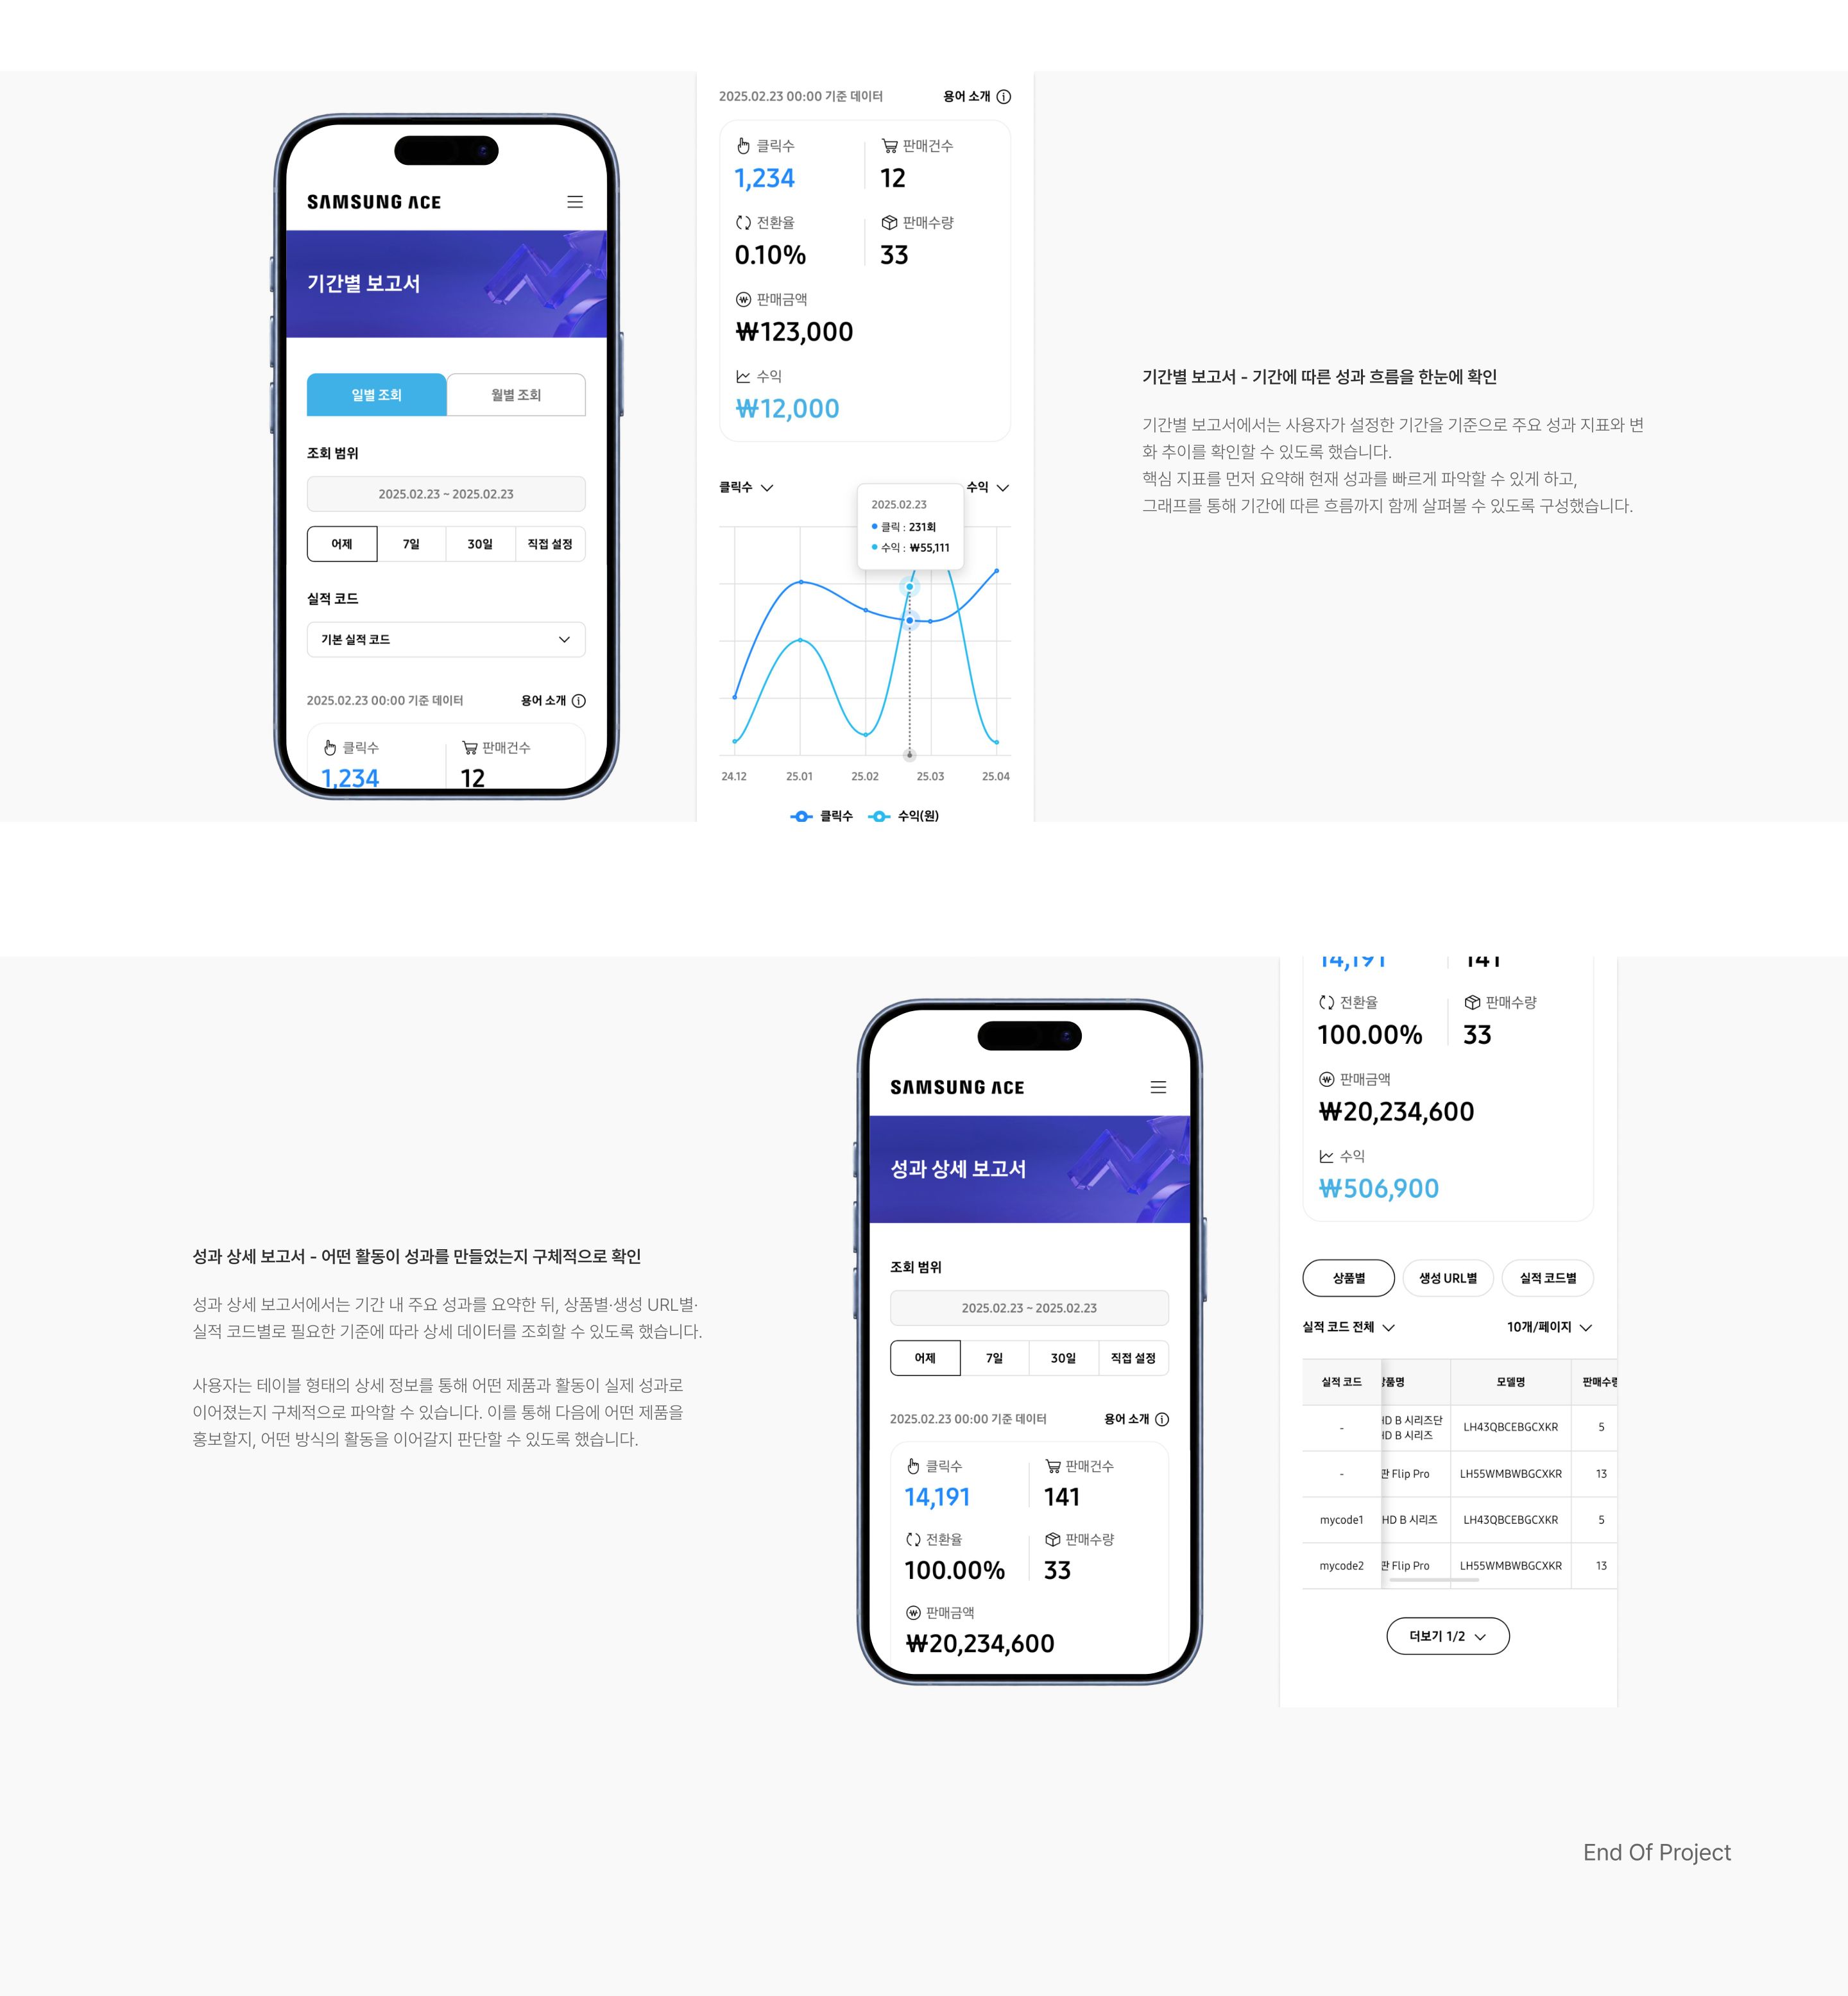 SAMSUNG ACE
기간별 보고서
일별 조회
월별 조회
조회 범위
2025.02.23 ~ 2025.02.23
어제
7일
30일
직접 설정
실적 코드
기본 실적 코드
2025.02.23 00:00 기준 데이터
용어 소개
클릭수
판매건수
1,234
12
2025.02.23 00:00 기준 데이터
용어 소개
클릭수
판매건수
1,234
12
전환율
판매수량
0.10%
33
판매금액
₩123,000
수익
₩12,000
클릭수
수익
2025.02.23
클릭 : 231회
수익 : ₩55,111
24.12
25.01
25.02
25.03
25.04
클릭수
수익(원)
기간별 보고서 - 기간에 따른 성과 흐름을 한눈에 확인
기간별 보고서에서는 사용자가 설정한 기간을 기준으로 주요 성과 지표와 변
화 추이를 확인할 수 있도록 했습니다.
핵심 지표를 먼저 요약해 현재 성과를 빠르게 파악할 수 있게 하고,
그래프를 통해 기간에 따른 흐름까지 함께 살펴볼 수 있도록 구성했습니다.
성과 상세 보고서 - 어떤 활동이 성과를 만들었는지 구체적으로 확인
성과 상세 보고서에서는 기간 내 주요 성과를 요약한 뒤, 상품별·생성 URL별·
실적 코드별로 필요한 기준에 따라 상세 데이터를 조회할 수 있도록 했습니다.
사용자는 테이블 형태의 상세 정보를 통해 어떤 제품과 활동이 실제 성과로
이어졌는지 구체적으로 파악할 수 있습니다. 이를 통해 다음에 어떤 제품을
홍보할지, 어떤 방식의 활동을 이어갈지 판단할 수 있도록 했습니다.
SAMSUNG ACE
성과 상세 보고서
조회 범위
2025.02.23 ~ 2025.02.23
어제
7일
30일
직접 설정
2025.02.23 00:00 기준 데이터
용어 소개
클릭수
판매건수
14,191
141
전환율
판매수량
100.00%
33
판매금액
₩20,234,600
14,191
141
전환율
판매수량
100.00%
33
판매금액
₩20,234,600
수익
₩506,900
상품별
생성 URL별
실적 코드별
실적 코드 전체
10개/페이지
실적 코드
품명
모델명
판매수량
-
HD B 시리즈단
HD B 시리즈
LH43QBCEBGCXKR
5
-
판 Flip Pro
LH55WMBWBGCXKR
13
mycode1
HD B 시리즈
LH43QBCEBGCXKR
5
mycode2
판 Flip Pro
LH55WMBWBGCXKR
13
더보기 1/2
End Of Project